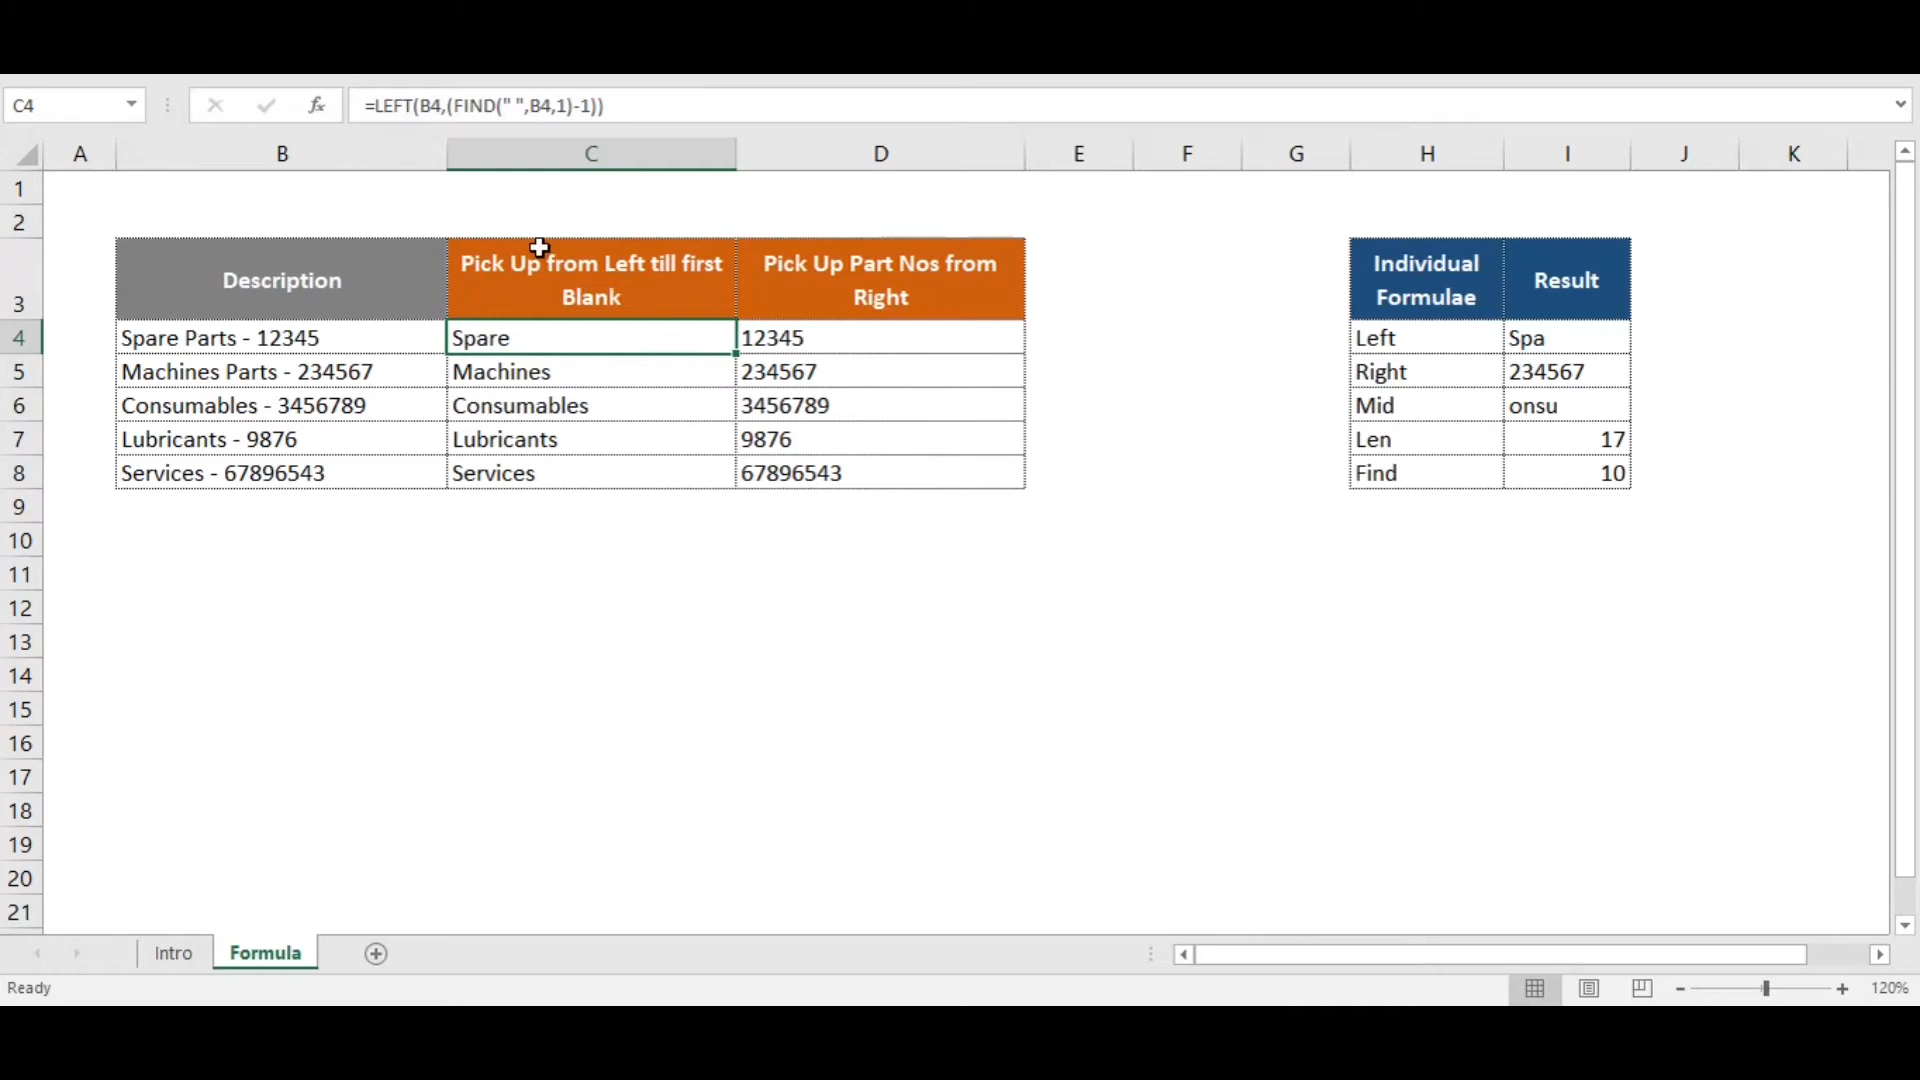 C4 fx =LEFT(B4,(FIND(" ",B4,1)-1))
A B C D E F G H I J K
1
2
3 Description Pick Up from Left till first Blank Pick Up Part Nos from Right Individual Formulae Result
4 Spare Parts - 12345 Spare 12345 Left Spa
5 Machines Parts - 234567 Machines 234567 Right 234567
6 Consumables - 3456789 Consumables 3456789 Mid onsu
7 Lubricants - 9876 Lubricants 9876 Len 17
8 Services - 67896543 Services 67896543 Find 10
9
10
11
12
13
14
15
16
17
18
19
20
21
Intro Formula
Ready 120%